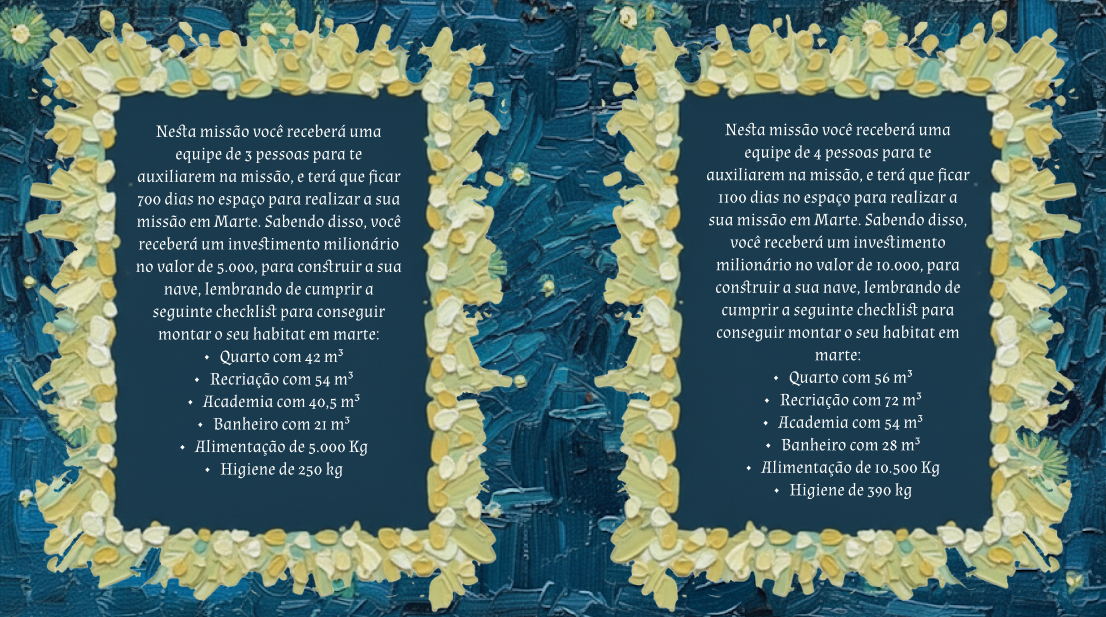 Nesta missão você receberá uma
equipe de 3 pessoas para te
auxiliarem na missão, e terá que ficar
700 dias no espaço para realizar a sua
missão em Marte. Sabendo disso, você
receberá um investimento milionário
no valor de 5.000, para construir a sua
nave, lembrando de cumprir a
seguinte checklist para conseguir
montar o seu habitat em marte:
• Quarto com 42 m³
• Recriação com 54 m³
• Academia com 40,5 m³
• Banheiro com 21 m³
• Alimentação de 5.000 Kg
• Higiene de 250 kg
Nesta missão você receberá uma
equipe de 4 pessoas para te
auxiliarem na missão, e terá que ficar
1100 dias no espaço para realizar a
sua missão em Marte. Sabendo disso,
você receberá um investimento
milionário no valor de 10.000, para
construir a sua nave, lembrando de
cumprir a seguinte checklist para
conseguir montar o seu habitat em
marte:
• Quarto com 56 m³
• Recriação com 72 m³
• Academia com 54 m³
• Banheiro com 28 m³
• Alimentação de 10.500 Kg
• Higiene de 390 kg